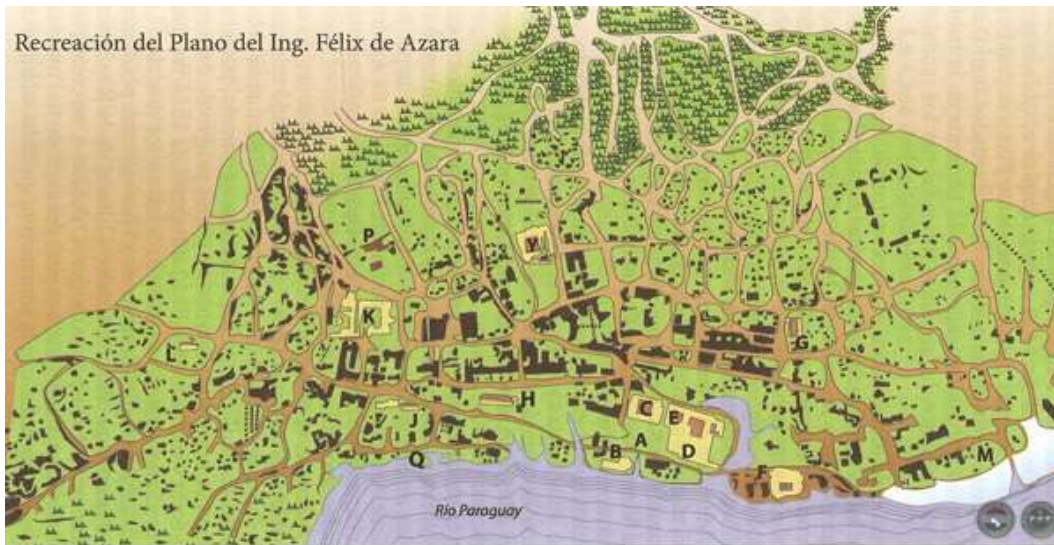 Recreación del Plano del Ing. Félix de Azara
P
Y
I
K
L
G
H
C
E
J
A
B
D
Q
F
M
Río Paraguay